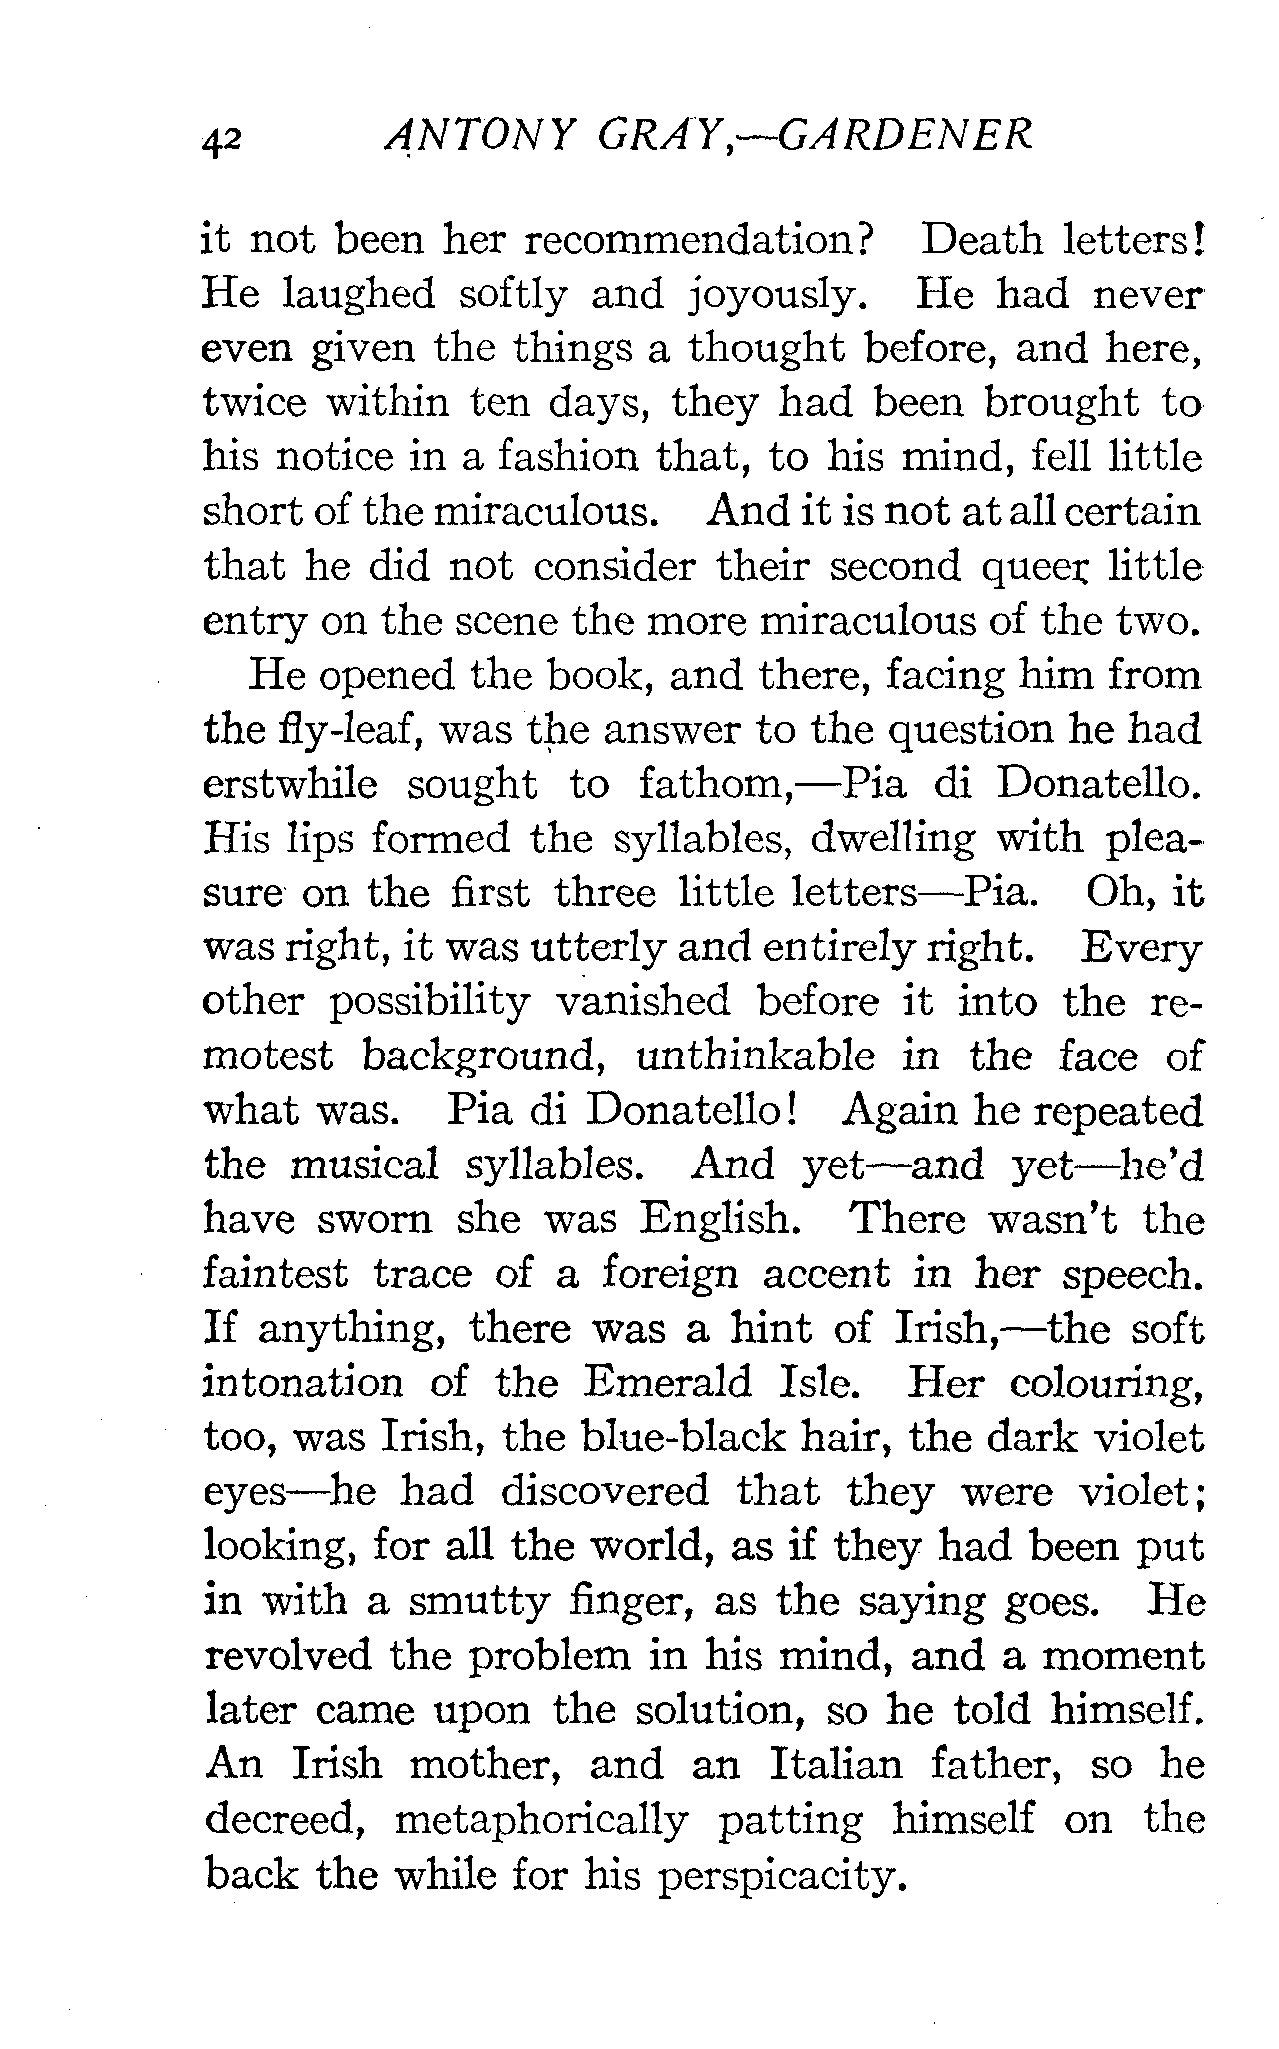 42 ANTONY GRAY,—GARDENER
it not been her recommendation? Death letters!
He laughed softly and joyously. He had never
even given the things a thought before, and here,
twice within ten days, they had been brought to
his notice in a fashion that, to his mind, fell little
short of the miraculous. And it is not at all certain
that he did not consider their second queer little
entry on the scene the more miraculous of the two.
He opened the book, and there, facing him from
the fly-leaf, was the answer to the question he had
erstwhile sought to fathom,—Pia di Donatello.
His lips formed the syllables, dwelling with plea-
sure on the first three little letters—Pia. Oh, it
was right, it was utterly and entirely right. Every
other possibility vanished before it into the re-
motest background, unthinkable in the face of
what was. Pia di Donatello! Again he repeated
the musical syllables. And yet—and yet—he'd
have sworn she was English. There wasn't the
faintest trace of a foreign accent in her speech.
If anything, there was a hint of Irish,—the soft
intonation of the Emerald Isle. Her colouring,
too, was Irish, the blue-black hair, the dark violet
eyes—he had discovered that they were violet;
looking, for all the world, as if they had been put
in with a smutty finger, as the saying goes. He
revolved the problem in his mind, and a moment
later came upon the solution, so he told himself.
An Irish mother, and an Italian father, so he
decreed, metaphorically patting himself on the
back the while for his perspicacity.